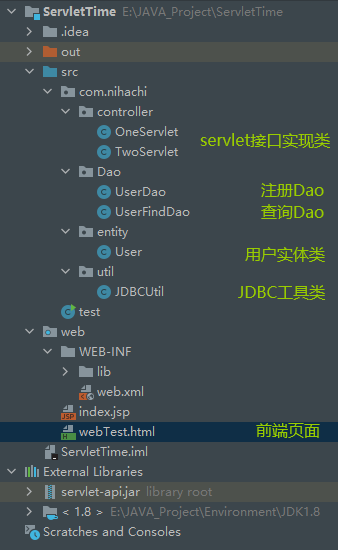 ServletTime E:\JAVA_Project\ServletTime
.idea
out
src
com.nihachi
controller
OneServlet
TwoServlet
servlet接口实现类
Dao
UserDao 注册Dao
UserFindDao 查询Dao
entity
User 用户实体类
util
JDBCUtil JDBC工具类
test
web
WEB-INF
lib
web.xml
index.jsp
webTest.html 前端页面
ServletTime.iml
External Libraries
servlet-api.jar library root
< 1.8 > E:\JAVA_Project\Environment\JDK1.8
Scratches and Consoles